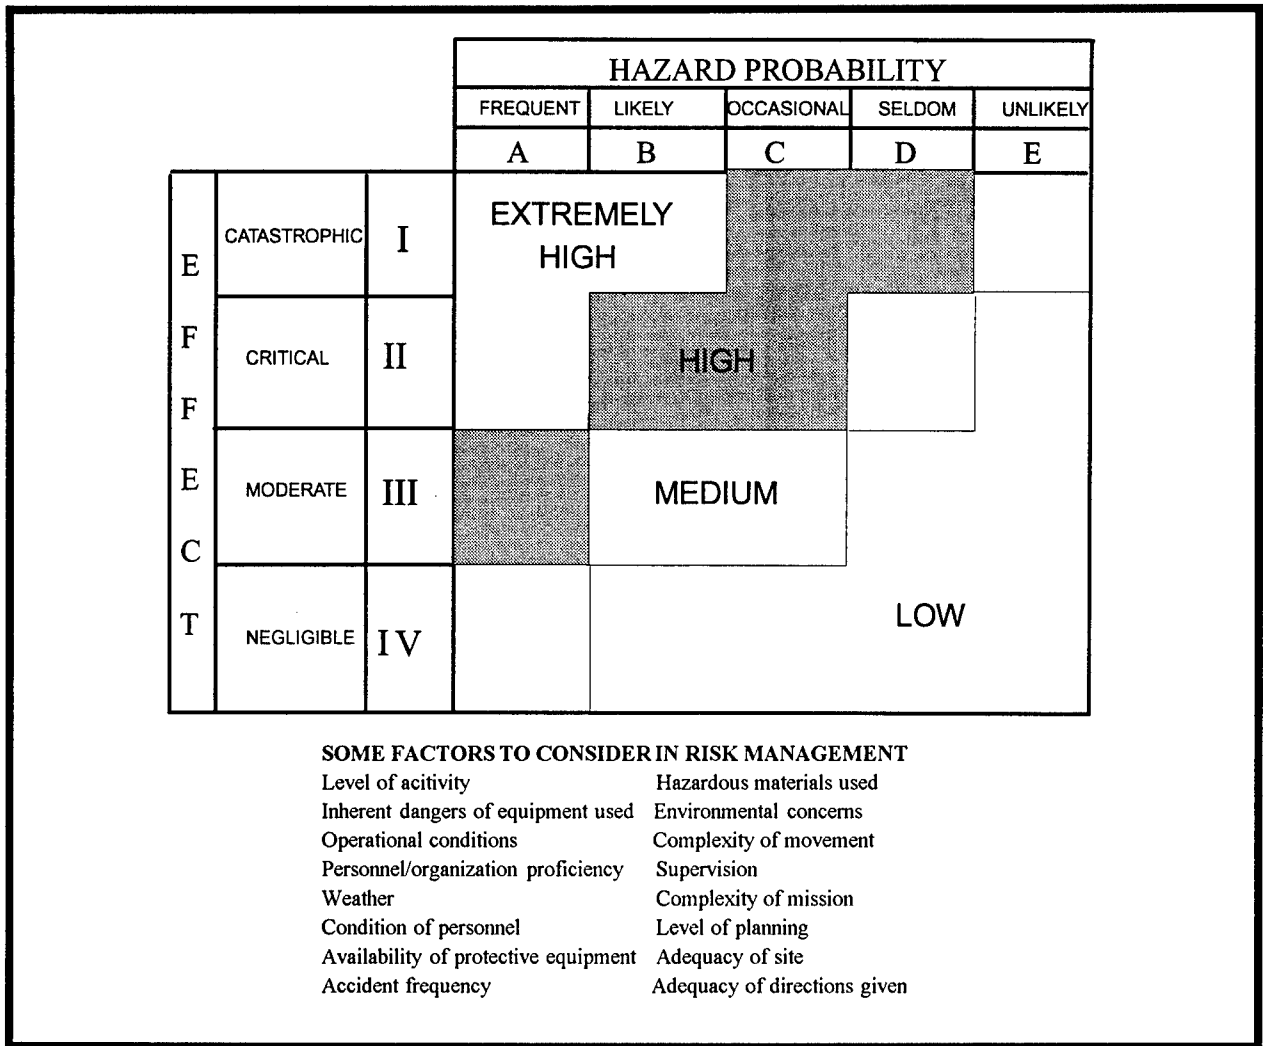 HAZARD PROBABILITY
FREQUENT LIKELY OCCASIONAL SELDOM UNLIKELY
A B C D E
EFFECT
CATASTROPHIC I
EXTREMELY
HIGH
CRITICAL II
HIGH
MODERATE III
MEDIUM
NEGLIGIBLE IV
LOW
SOME FACTORS TO CONSIDER IN RISK MANAGEMENT
Level of acitivity Hazardous materials used
Inherent dangers of equipment used Environmental concerns
Operational conditions Complexity of movement
Personnel/organization proficiency Supervision
Weather Complexity of mission
Condition of personnel Level of planning
Availability of protective equipment Adequacy of site
Accident frequency Adequacy of directions given